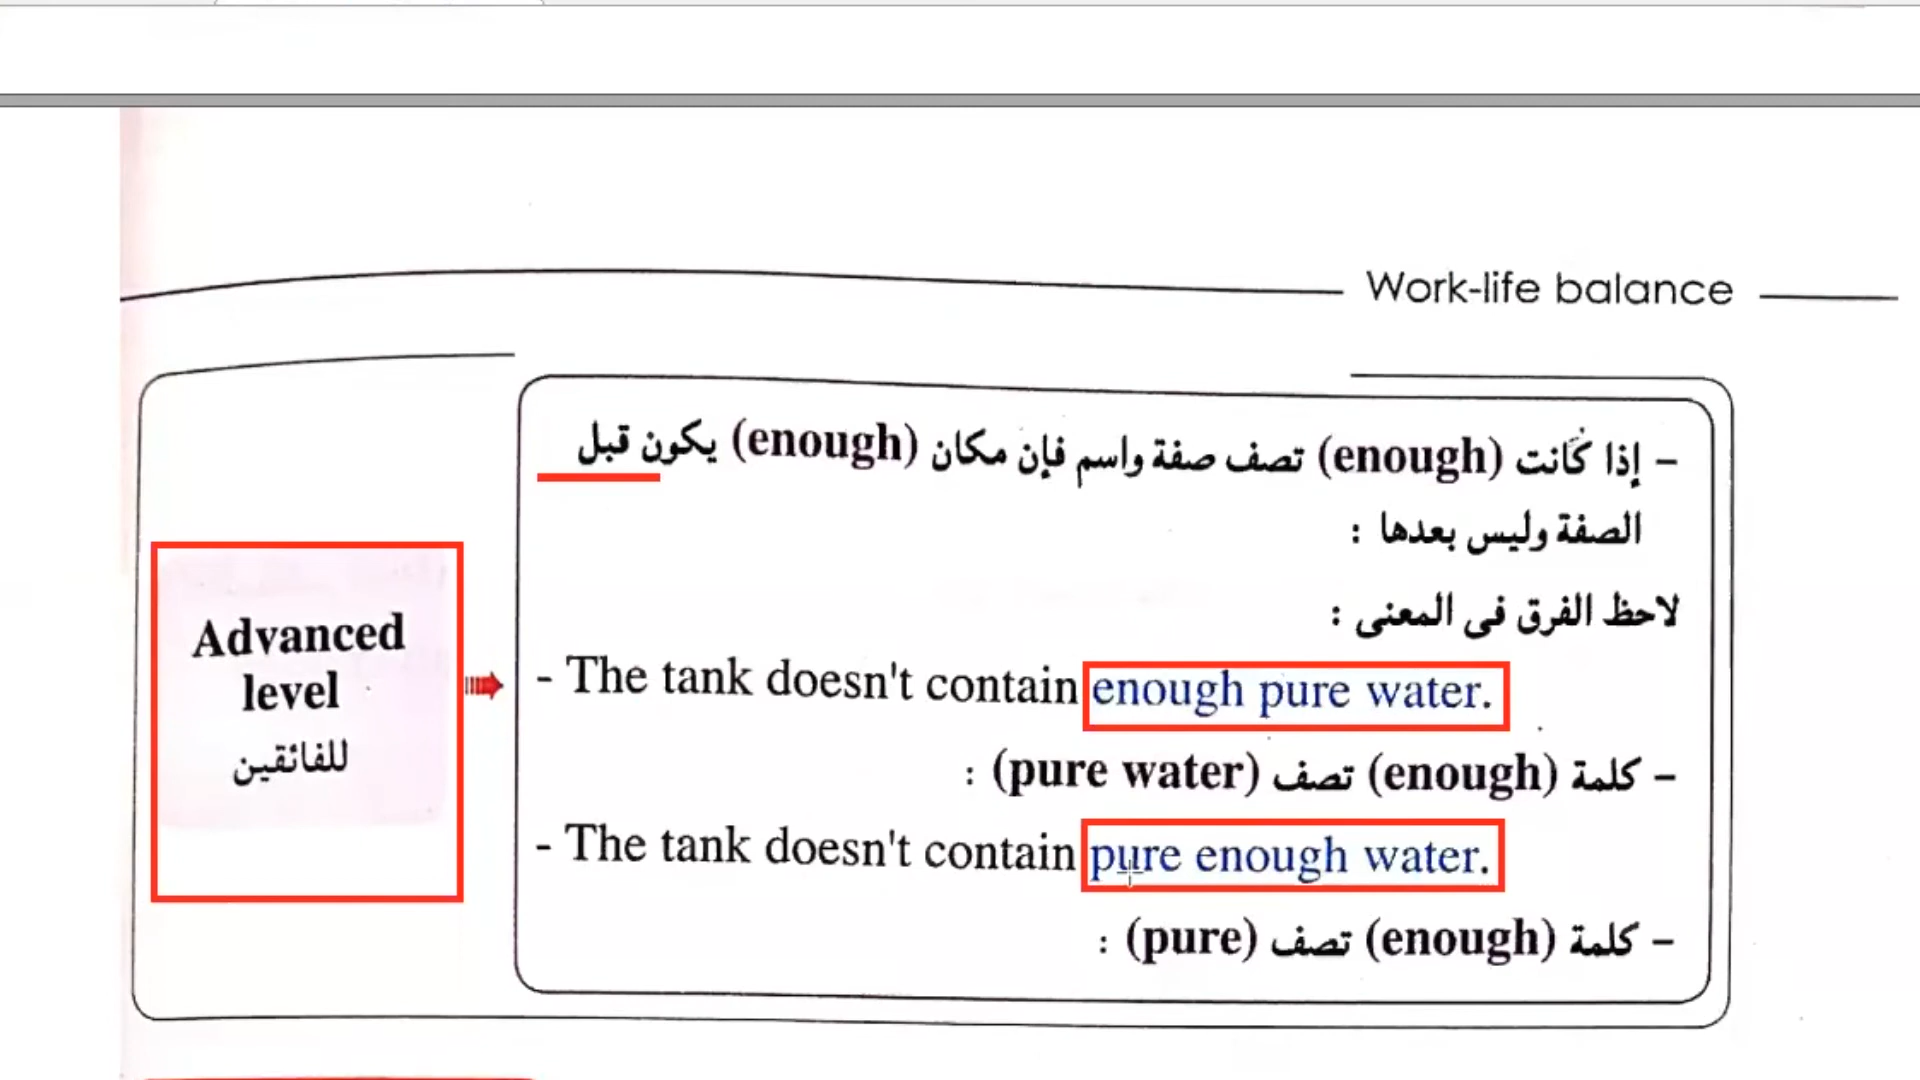 Work-life balance
– إذا كانت (enough) تصف صفة واسم فإن مكان (enough) يكون قبل
الصفة وليس بعدها :
لاحظ الفرق فى المعنى :
Advanced
level
للفائقين
- The tank doesn't contain enough pure water.
– كلمة (enough) تصف (pure water) :
- The tank doesn't contain pure enough water.
– كلمة (enough) تصف (pure) :